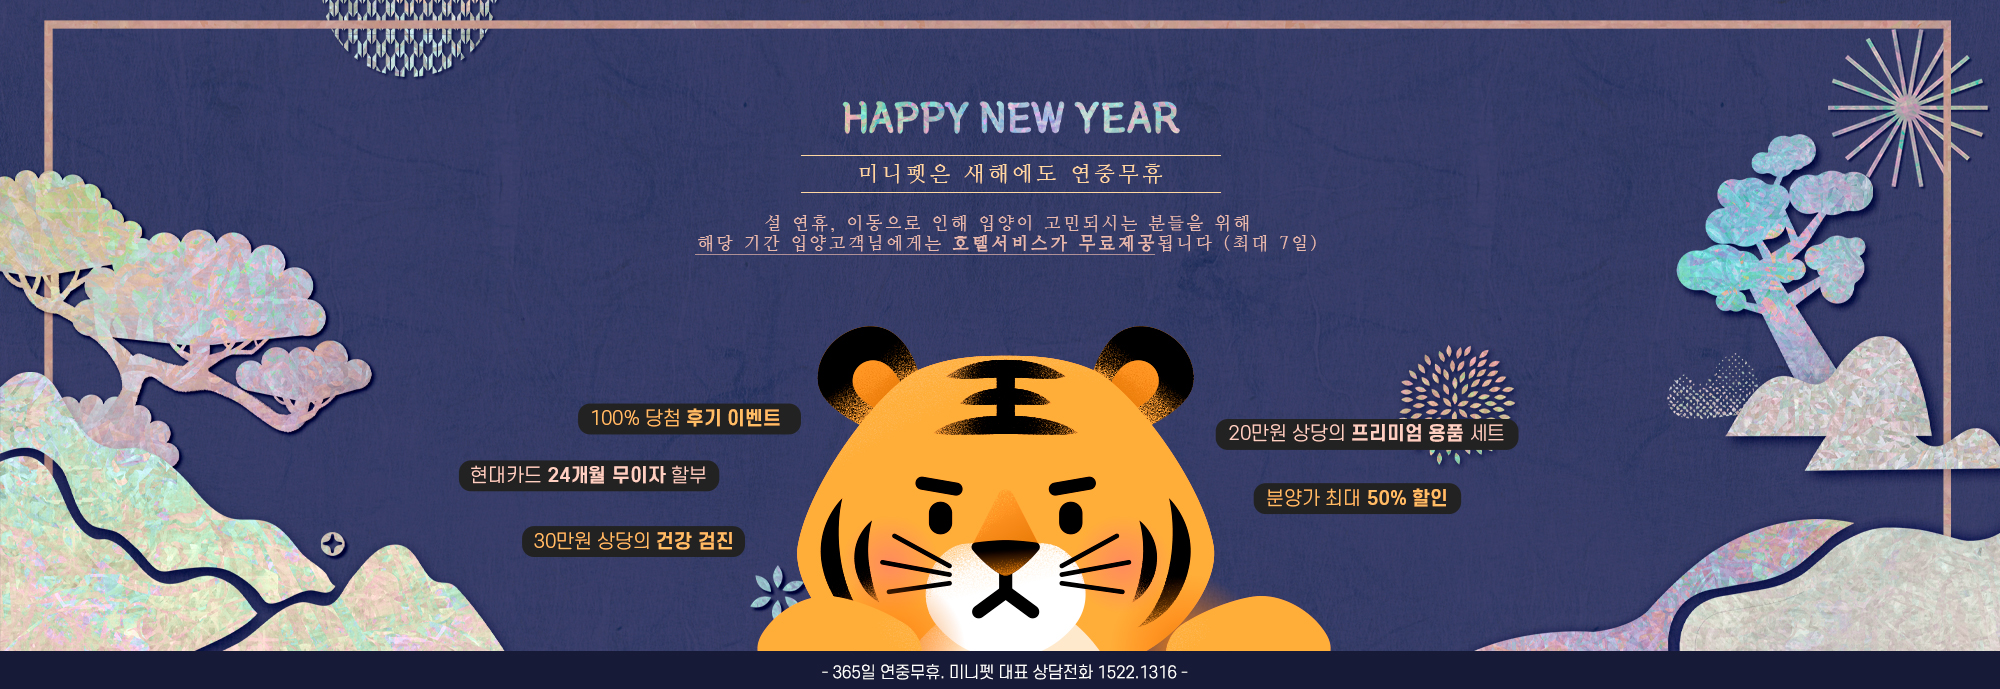 HAPPY NEW YEAR
미니펫은 새해에도 연중무휴
설 연휴, 이동으로 인해 입양이 고민되시는 분들을 위해
해당 기간 입양고객님에게는 호텔서비스가 무료제공됩니다 (최대 7일)
100% 당첨 후기 이벤트
현대카드 24개월 무이자 할부
30만원 상당의 건강 검진
20만원 상당의 프리미엄 용품 세트
분양가 최대 50% 할인
- 365일 연중무휴. 미니펫 대표 상담전화 1522.1316 -